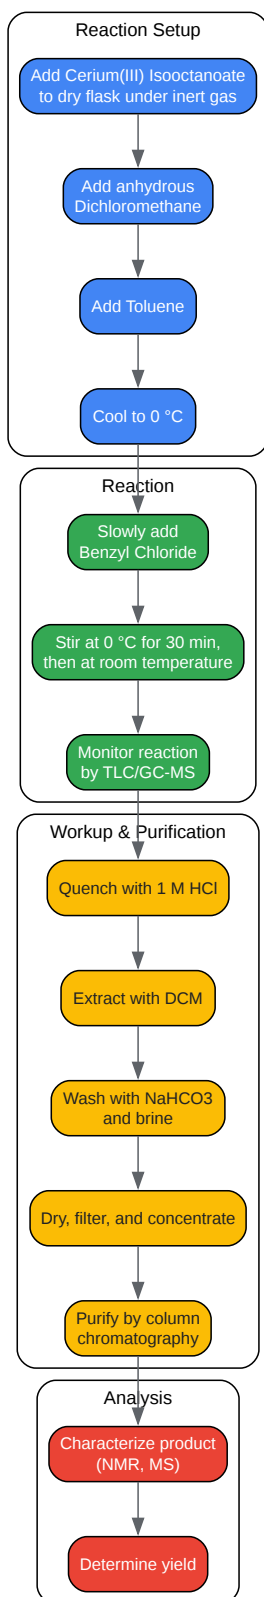 Reaction Setup
Add Cerium(III) Isooctanoate
to dry flask under inert gas
Add anhydrous
Dichloromethane
Add Toluene
Cool to 0 °C
Reaction
Slowly add
Benzyl Chloride
Stir at 0 °C for 30 min,
then at room temperature
Monitor reaction
by TLC/GC-MS
Workup & Purification
Quench with 1 M HCl
Extract with DCM
Wash with NaHCO3
and brine
Dry, filter, and concentrate
Purify by column
chromatography
Analysis
Characterize product
(NMR, MS)
Determine yield